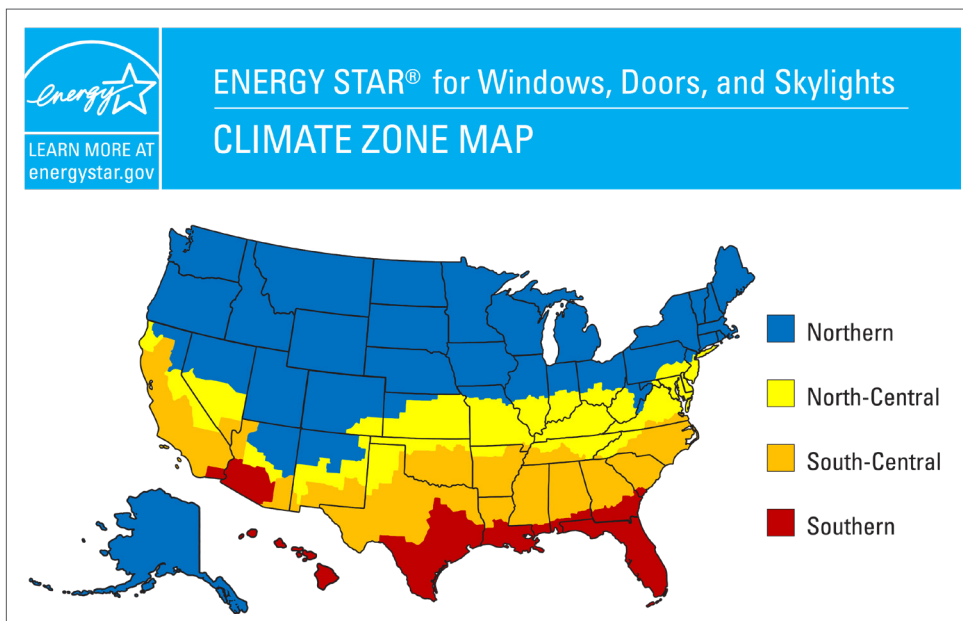 energy
LEARN MORE AT
energystar.gov
ENERGY STAR® for Windows, Doors, and Skylights
CLIMATE ZONE MAP
Northern
North-Central
South-Central
Southern